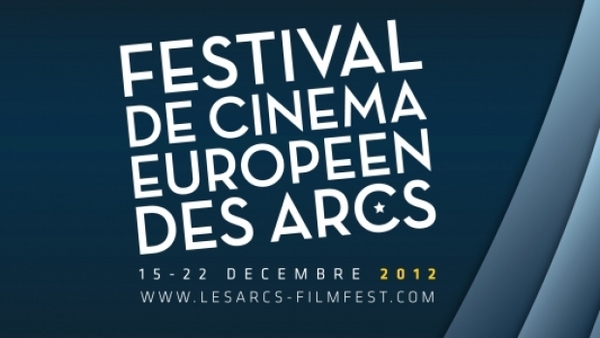 FESTIVAL
DE CINEMA
EUROPEEN
DES ARCS
15-22 DECEMBRE 2012
WWW.LESARCS-FILMFEST.COM